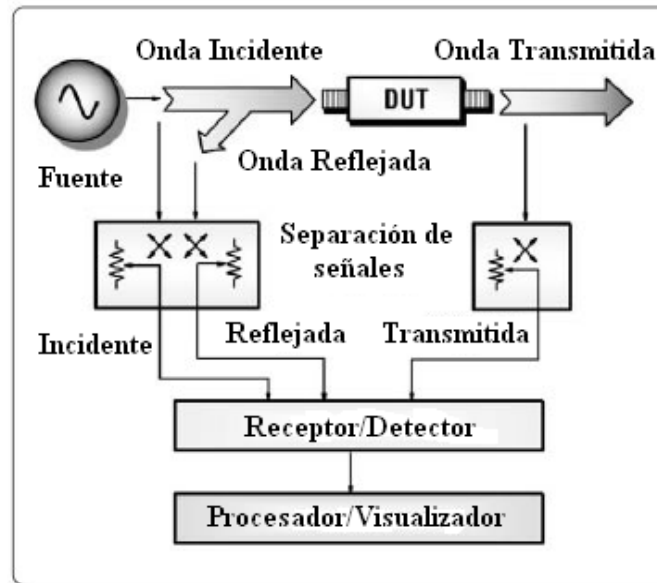 Onda Incidente
Onda Transmitida
DUT
Onda Reflejada
Fuente
Separación de
señales
Incidente
Reflejada
Transmitida
Receptor/Detector
Procesador/Visualizador